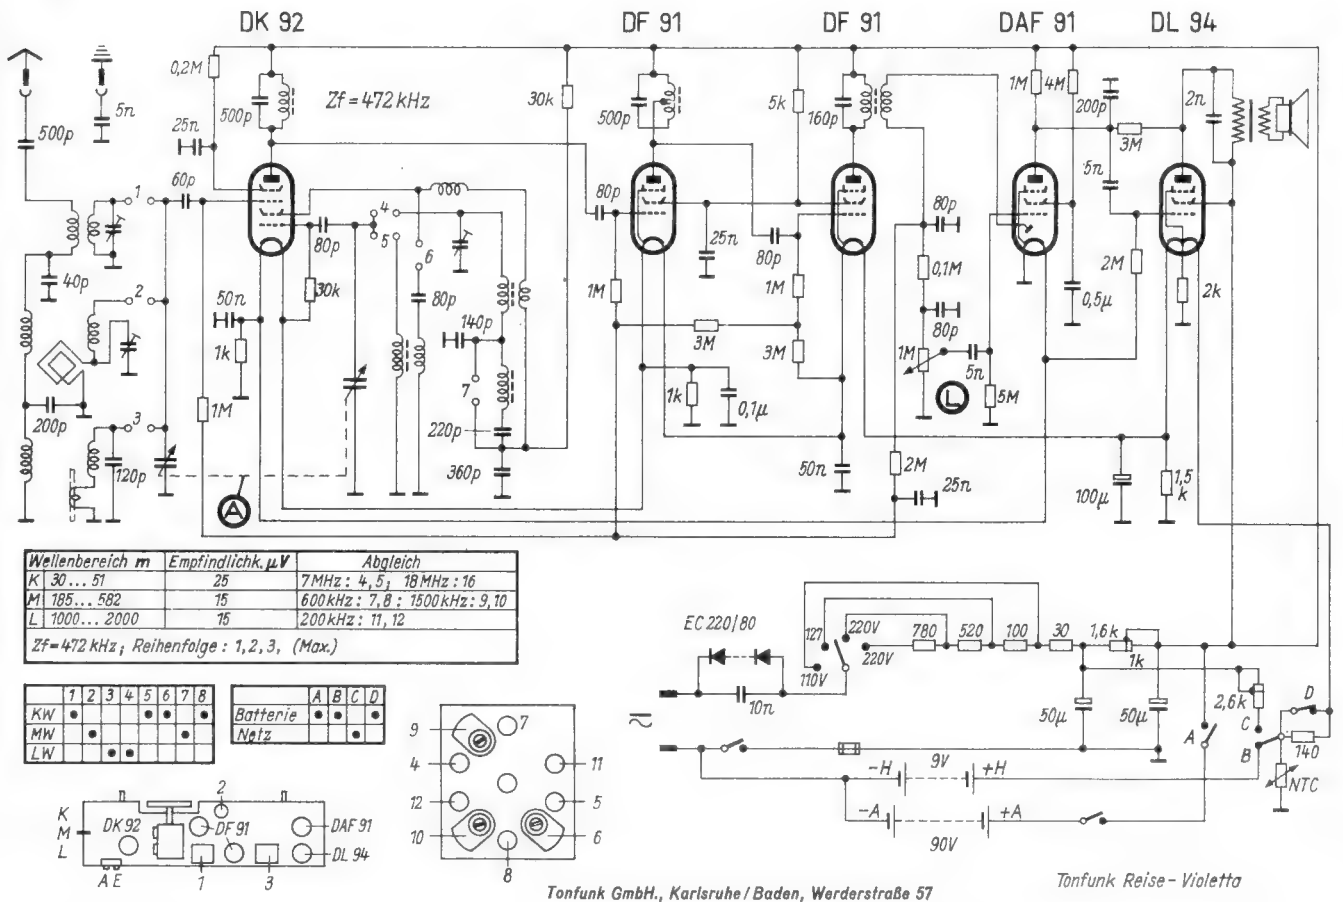 DK 92
DF 91
DF 91
DAF 91
DL 94
500p
5n
0,2M
25n
60p
500p
Zf = 472 kHz
30k
500p
5k
160p
1M
4M
200p
3M
2n
5n
1
2
3
40p
200p
120p
50n
1k
1M
A
80p
30k
4
5
6
80p
140p
7
220p
360p
80p
1M
25n
80p
1M
3M
3M
1k
0,1µ
50n
80p
0,1M
80p
1M
5n
L
5M
2M
25n
0,5µ
2M
2k
100µ
1,5k
Wellenbereich m Empfindlichk. µV Abgleich
K 30... 51 25 7MHz: 4,5; 18MHz: 16
M 185... 582 15 600kHz: 7,8: 1500kHz: 9,10
L 1000... 2000 15 200kHz: 11, 12
Zf=472 kHz; Reihenfolge: 1,2,3, (Max.)
1 2 3 4 5 6 7 8
KW
MW
LW
A B C D
Batterie
Netz
EC 220/80
10n
127
220V
220V
110V
780
520
100
30
1,6k
1k
50µ
50µ
2,6k
A
C
B
D
140
NTC
-H 9V +H
-A 90V +A
K
M
L
DK 92
2
DF 91
DAF 91
DL 94
A E
1
3
9
7
4
11
12
5
10
6
8
Tonfunk GmbH., Karlsruhe / Baden, Werderstraße 57
Tonfunk Reise - Violetta